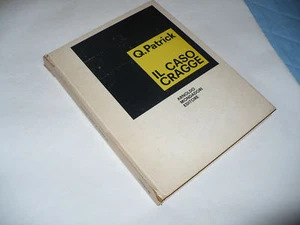 Q. Patrick
IL CASO
CRAGGE
ARNOLDO
MONDADORI
EDITORE